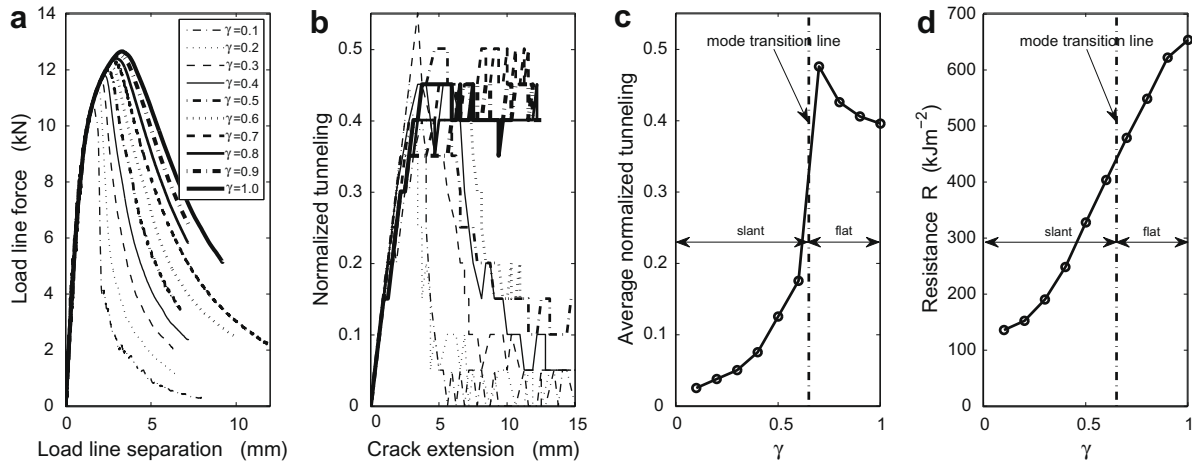 a
14
12
10
8
6
4
2
0
0
5
10
Load line force (kN)
Load line separation (mm)
γ=0.1
γ=0.2
γ=0.3
γ=0.4
γ=0.5
γ=0.6
γ=0.7
γ=0.8
γ=0.9
γ=1.0
b
0.5
0.4
0.3
0.2
0.1
0
0
5
10
15
Normalized tunneling
Crack extension (mm)
c
0.5
0.4
0.3
0.2
0.1
0
0
0.5
1
Average normalized tunneling
γ
mode transition line
slant
flat
d
700
600
500
400
300
200
100
0
0
0.5
1
Resistance R (kJm−2)
γ
mode transition line
slant
flat